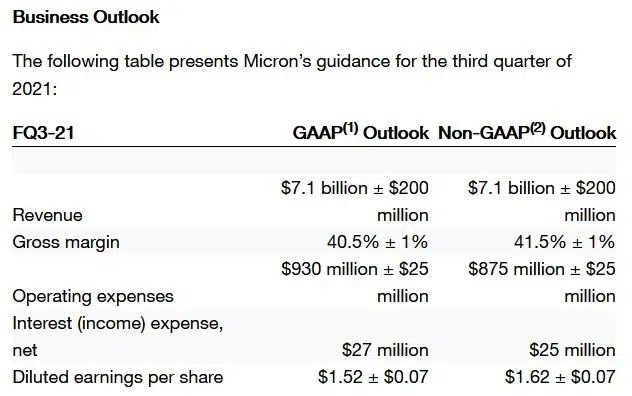 Business Outlook
The following table presents Micron's guidance for the third quarter of
2021:
FQ3-21 GAAP(1) Outlook Non-GAAP(2) Outlook
$7.1 billion ± $200 $7.1 billion ± $200
Revenue million million
Gross margin 40.5% ± 1% 41.5% ± 1%
$930 million ± $25 $875 million ± $25
Operating expenses million million
Interest (income) expense,
net $27 million $25 million
Diluted earnings per share $1.52 ± $0.07 $1.62 ± $0.07